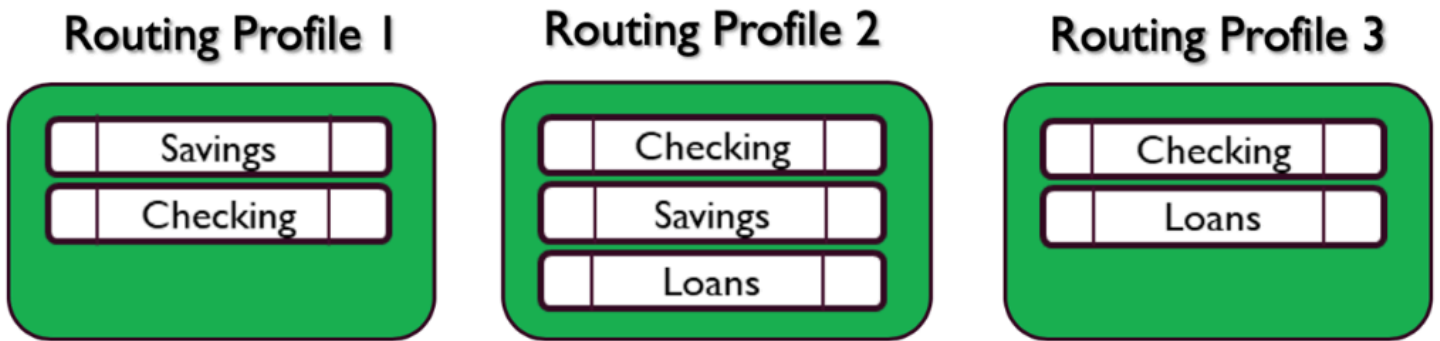 Routing Profile 1
Savings
Checking
Routing Profile 2
Checking
Savings
Loans
Routing Profile 3
Checking
Loans